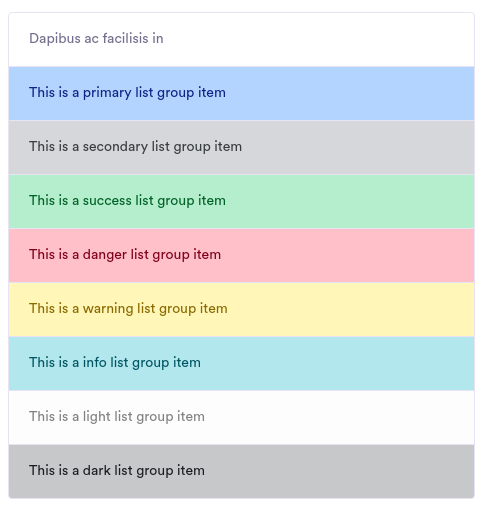 Dapibus ac facilisis in
This is a primary list group item
This is a secondary list group item
This is a success list group item
This is a danger list group item
This is a warning list group item
This is a info list group item
This is a light list group item
This is a dark list group item